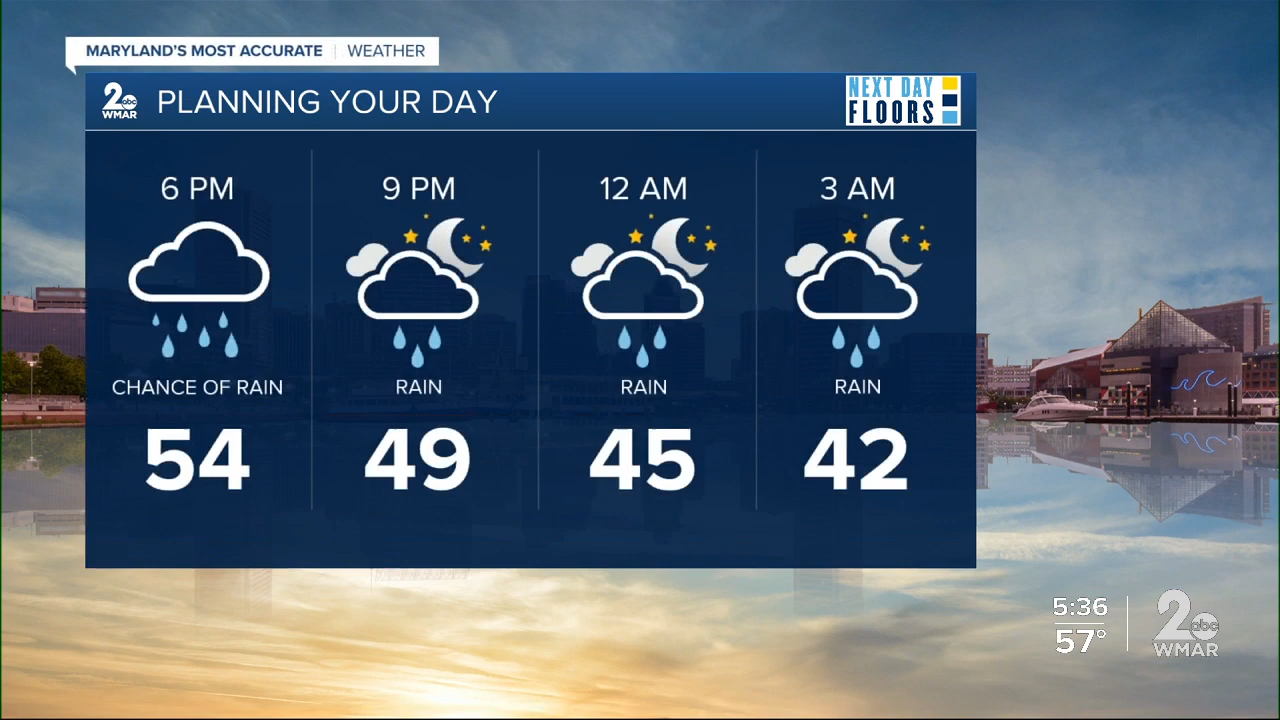 MARYLAND'S MOST ACCURATE | WEATHER
2 abc WMAR
PLANNING YOUR DAY
NEXT DAY
FLOORS
6 PM 9 PM 12 AM 3 AM
CHANCE OF RAIN RAIN RAIN RAIN
54 49 45 42
5:36
57°
2 abc
WMAR